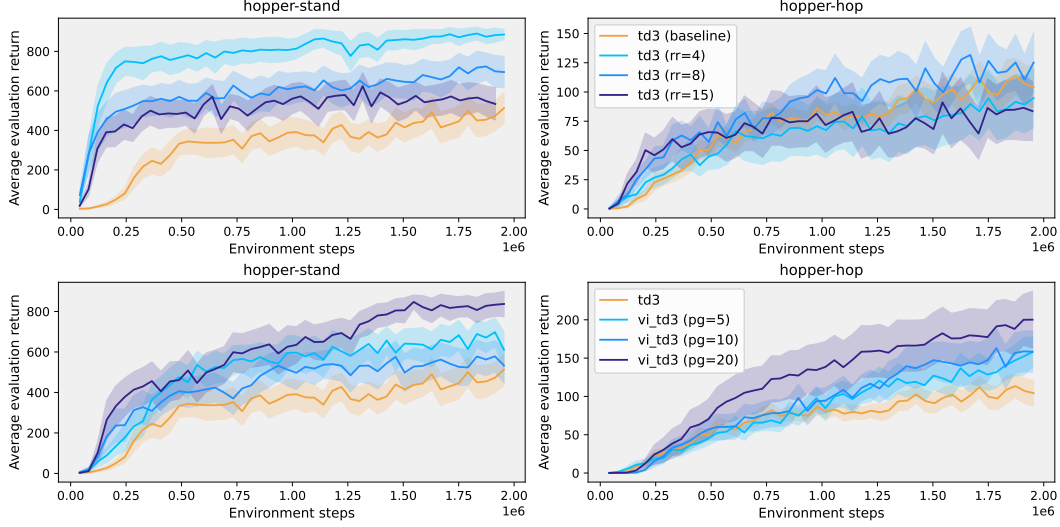 hopper-stand
Average evaluation return
800
600
400
200
0
0.00 0.25 0.50 0.75 1.00 1.25 1.50 1.75 2.00
1e6
Environment steps
hopper-hop
Average evaluation return
150
125
100
75
50
25
0
td3 (baseline)
td3 (rr=4)
td3 (rr=8)
td3 (rr=15)
0.00 0.25 0.50 0.75 1.00 1.25 1.50 1.75 2.00
1e6
Environment steps
hopper-stand
Average evaluation return
800
600
400
200
0
0.00 0.25 0.50 0.75 1.00 1.25 1.50 1.75 2.00
1e6
Environment steps
hopper-hop
Average evaluation return
200
150
100
50
0
td3
vi_td3 (pg=5)
vi_td3 (pg=10)
vi_td3 (pg=20)
0.00 0.25 0.50 0.75 1.00 1.25 1.50 1.75 2.00
1e6
Environment steps